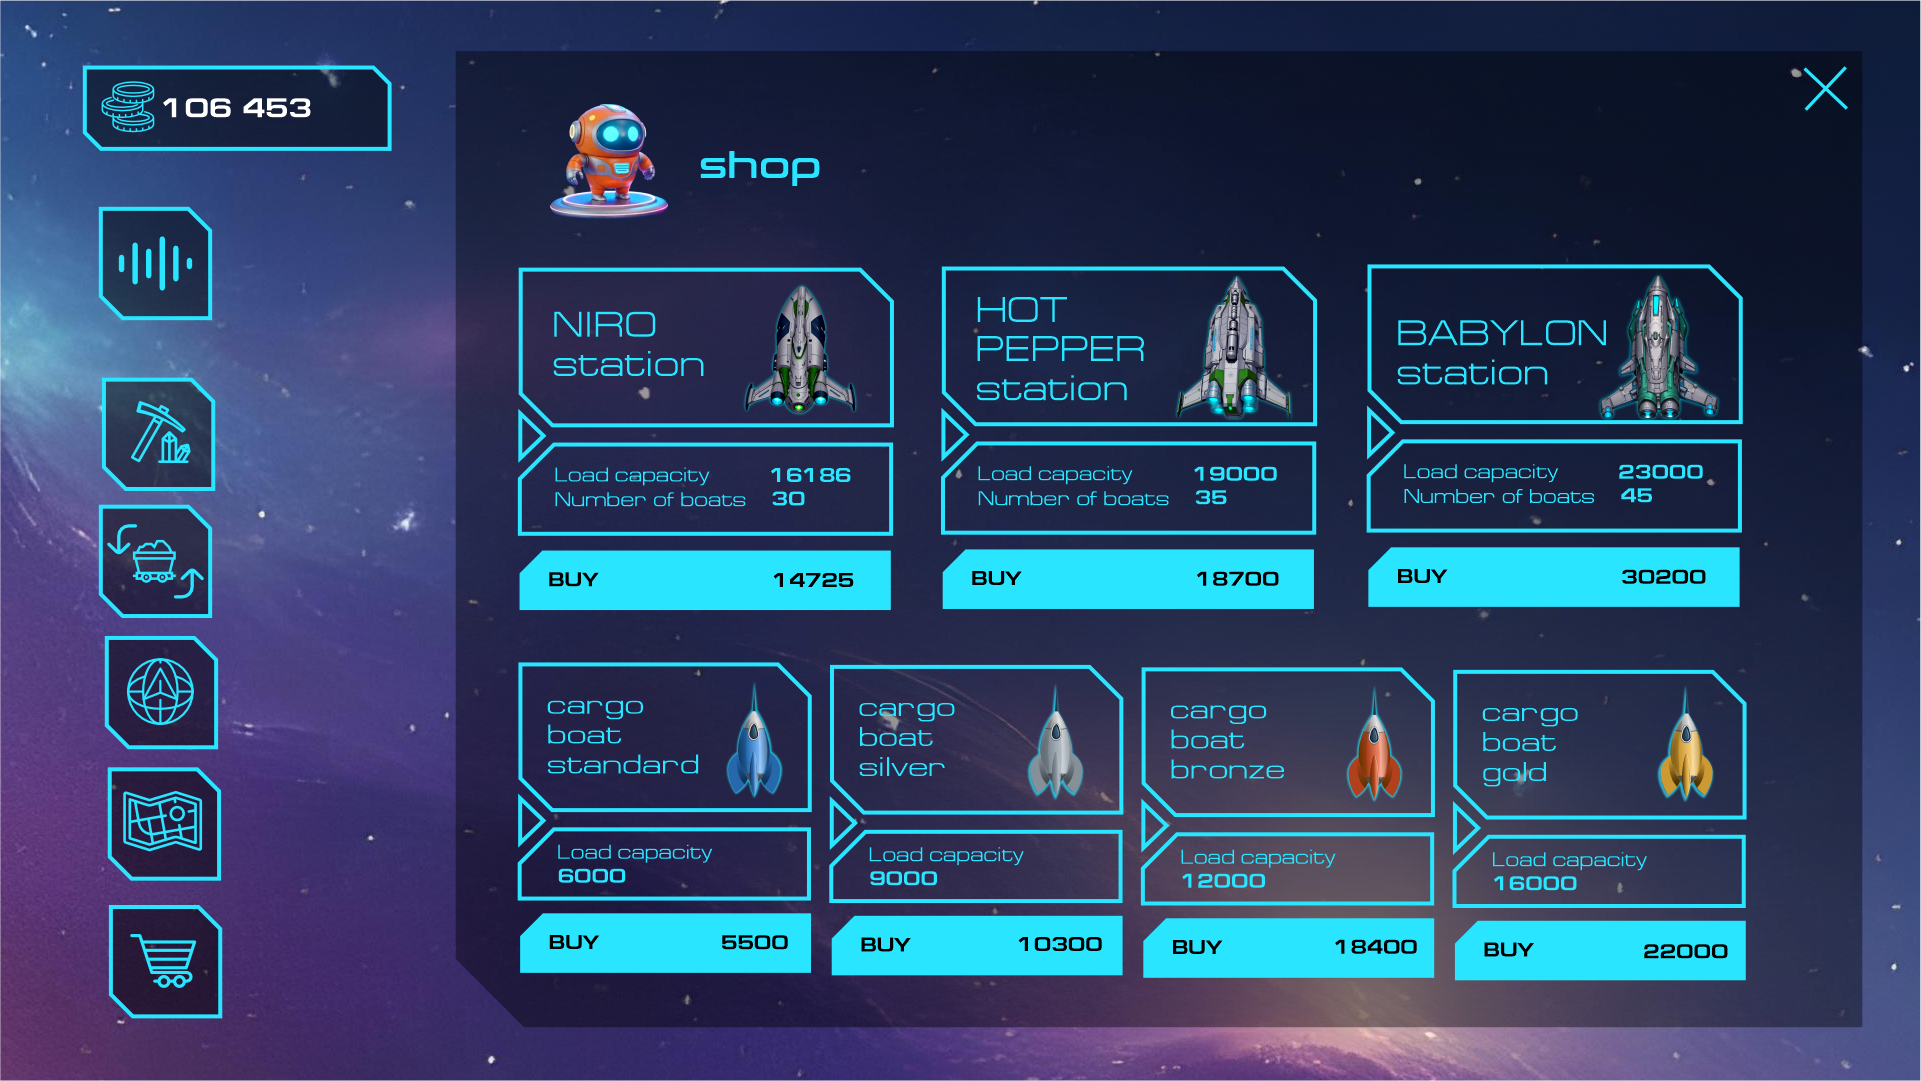 106 453
shop
NIRO
station
Load capacity 16186
Number of boats 30
BUY 14725
HOT
PEPPER
station
Load capacity 19000
Number of boats 35
BUY 18700
BABYLON
station
Load capacity 23000
Number of boats 45
BUY 30200
cargo
boat
standard
Load capacity
6000
BUY 5500
cargo
boat
silver
Load capacity
9000
BUY 10300
cargo
boat
bronze
Load capacity
12000
BUY 18400
cargo
boat
gold
Load capacity
16000
BUY 22000